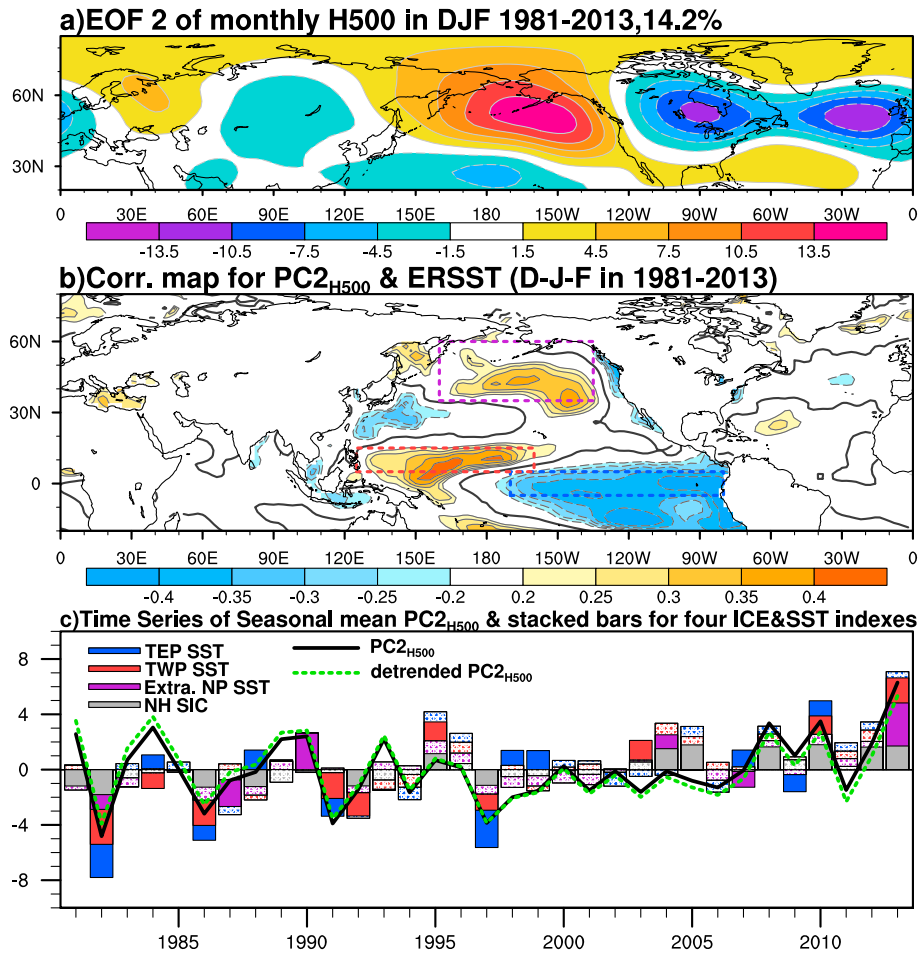 a)EOF 2 of monthly H500 in DJF 1981-2013,14.2%
60N
30N
0 30E 60E 90E 120E 150E 180 150W 120W 90W 60W 30W 0
-13.5 -10.5 -7.5 -4.5 -1.5 1.5 4.5 7.5 10.5 13.5
b)Corr. map for PC2H500 & ERSST (D-J-F in 1981-2013)
60N
30N
0
0 30E 60E 90E 120E 150E 180 150W 120W 90W 60W 30W 0
-0.4 -0.35 -0.3 -0.25 -0.2 0.2 0.25 0.3 0.35 0.4
c)Time Series of Seasonal mean PC2H500 & stacked bars for four ICE&SST indexes
8
4
0
-4
-8
TEP SST
TWP SST
Extra. NP SST
NH SIC
PC2H500
detrended PC2H500
1985 1990 1995 2000 2005 2010